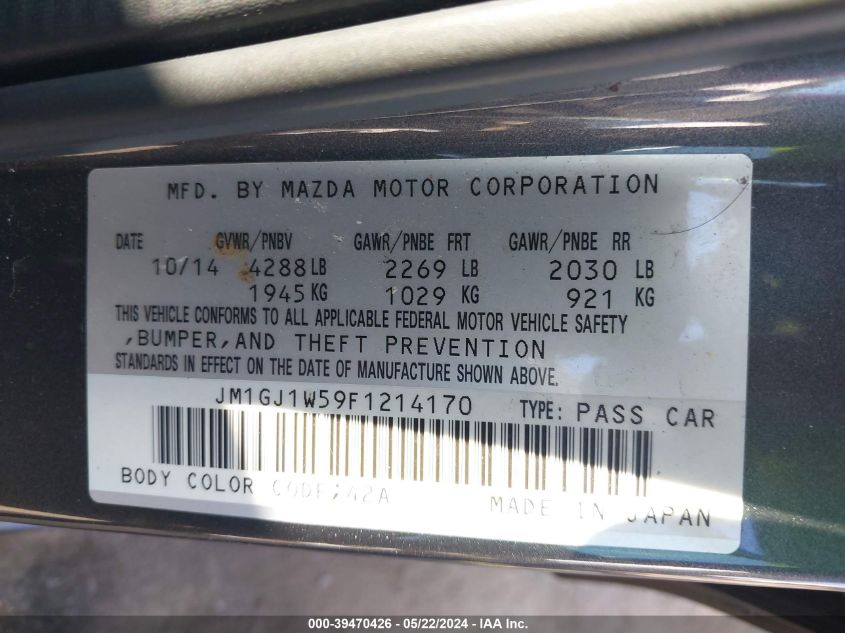 MFD. BY MAZDA MOTOR CORPORATION
DATE GVWR/PNBV GAWR/PNBE FRT GAWR/PNBE RR
10/14 4288 LB 2269 LB 2030 LB
1945 KG 1029 KG 921 KG
THIS VEHICLE CONFORMS TO ALL APPLICABLE FEDERAL MOTOR VEHICLE SAFETY
,BUMPER,AND THEFT PREVENTION
STANDARDS IN EFFECT ON THE DATE OF MANUFACTURE SHOWN ABOVE.
JM1GJ1W59F1214170 TYPE: PASS CAR
BODY COLOR CODE;42A
MADE IN JAPAN
000-39470426 - 05/22/2024 - IAA Inc.